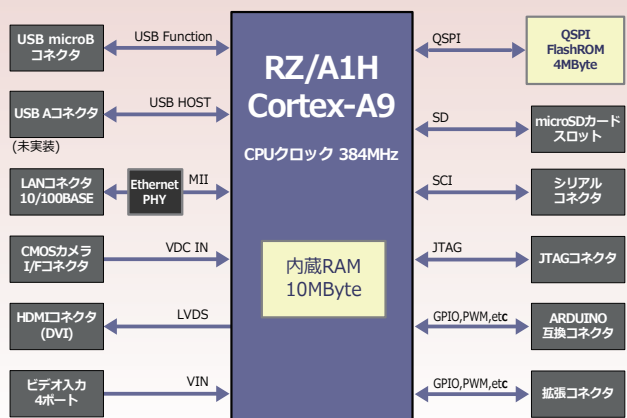 USB microB
コネクタ
USB Function
USB Aコネクタ
USB HOST
(未実装)
LANコネクタ
10/100BASE
Ethernet
PHY
MII
CMOSカメラ
I/Fコネクタ
VDC IN
HDMIコネクタ
(DVI)
LVDS
ビデオ入力
4ポート
VIN
RZ/A1H
Cortex-A9
CPUクロック 384MHz
内蔵RAM
10MByte
QSPI
QSPI
FlashROM
4MByte
SD
microSDカード
スロット
SCI
シリアル
コネクタ
JTAG
JTAGコネクタ
GPIO,PWM,etc
ARDUINO
互換コネクタ
GPIO,PWM,etc
拡張コネクタ